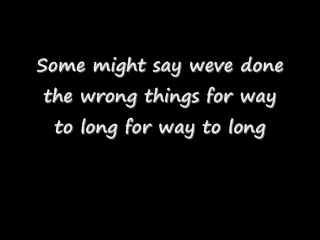 Some might say weve done
the wrong things for way
to long for way to long